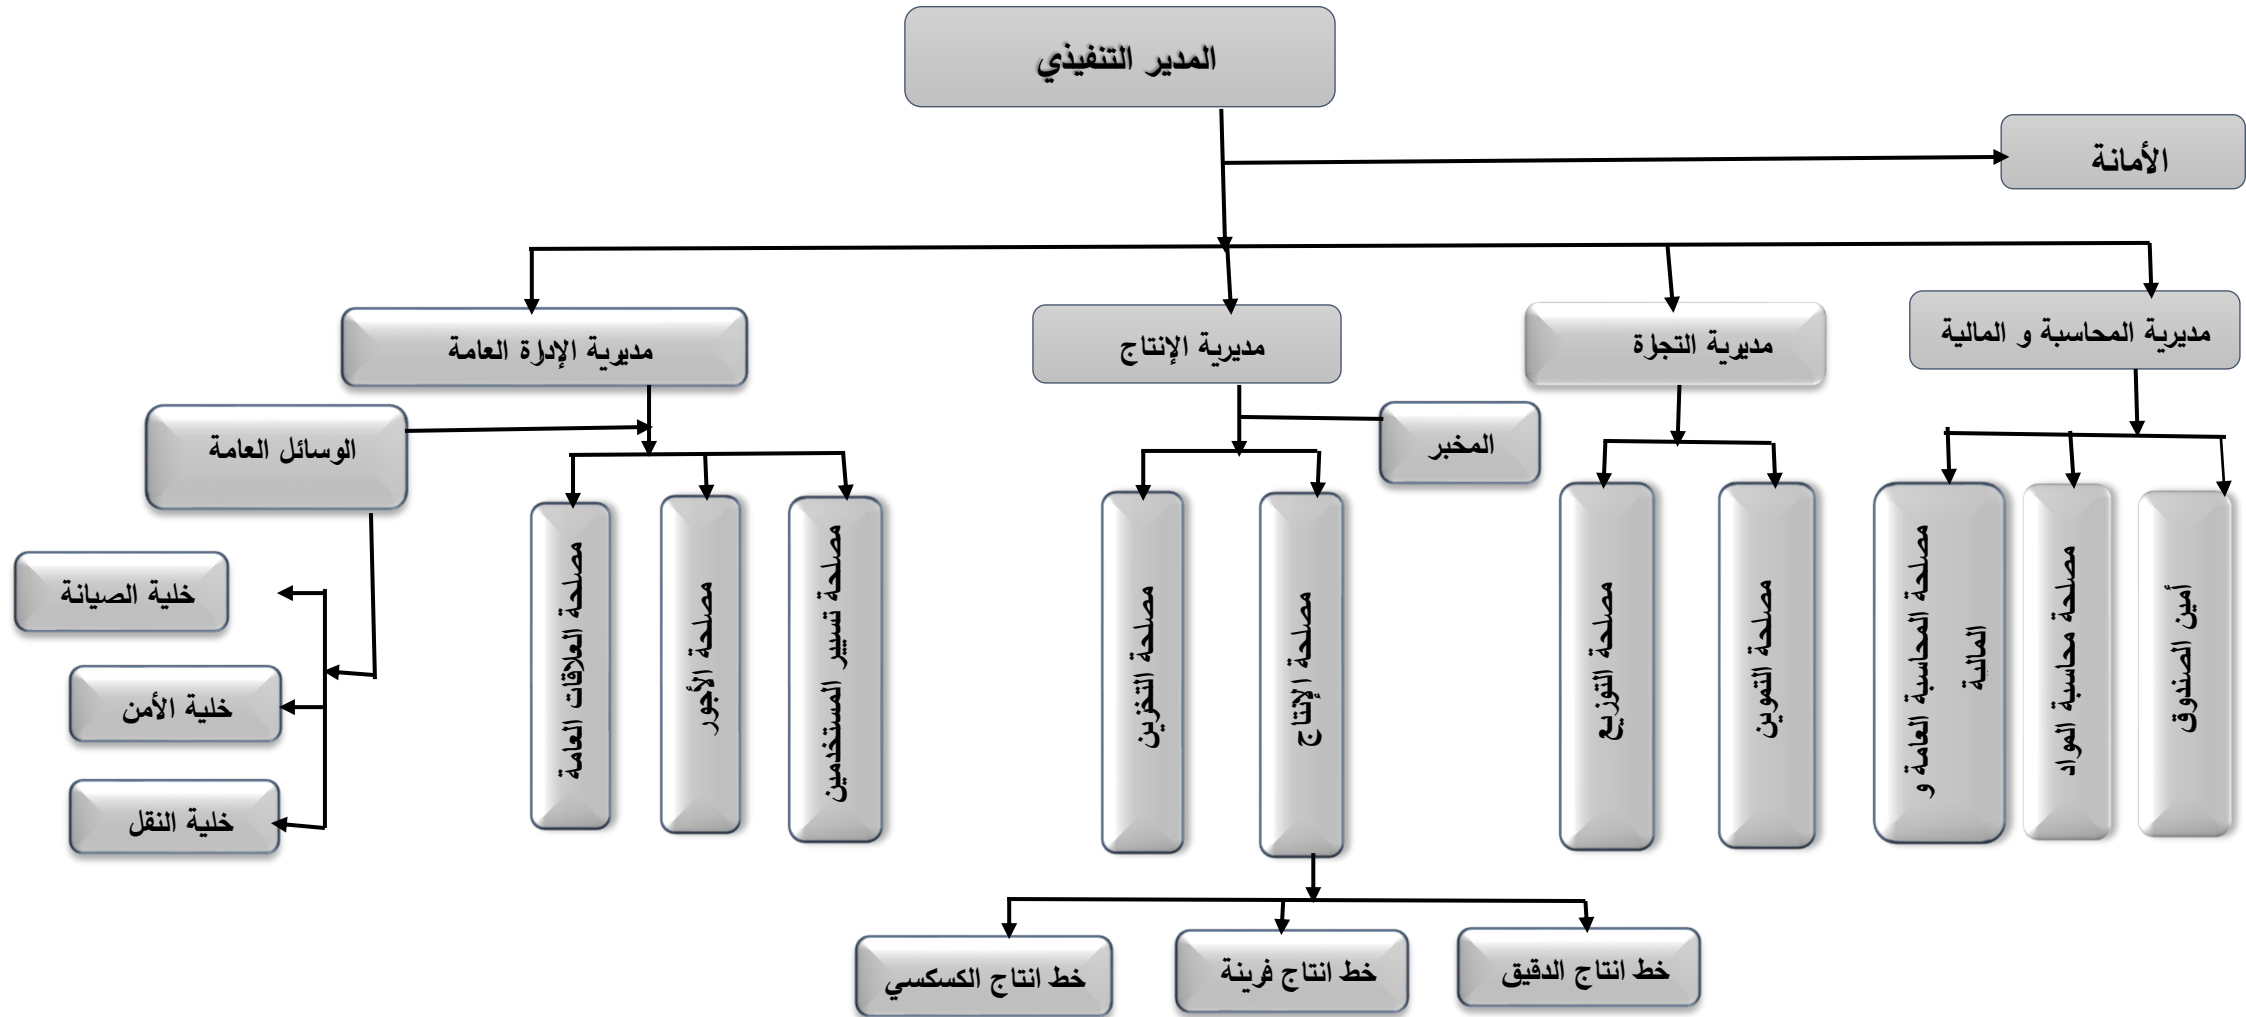 المدير التنفيذي
الأمانة
مديرية المحاسبة و المالية
مديرية التجارة
مديرية الإنتاج
مديرية الإدارة العامة
المخبر
الوسائل العامة
أمين الصندوق
مصلحة محاسبة المواد
مصلحة المحاسبة العامة و
المالية
مصلحة التموين
مصلحة التوزيع
مصلحة الإنتاج
مصلحة التخزين
مصلحة تسيير المستخدمين
مصلحة الأجور
مصلحة العلاقات العامة
خلية الصيانة
خلية الأمن
خلية النقل
خط انتاج الدقيق
خط انتاج فرينة
خط انتاج الكسكسي